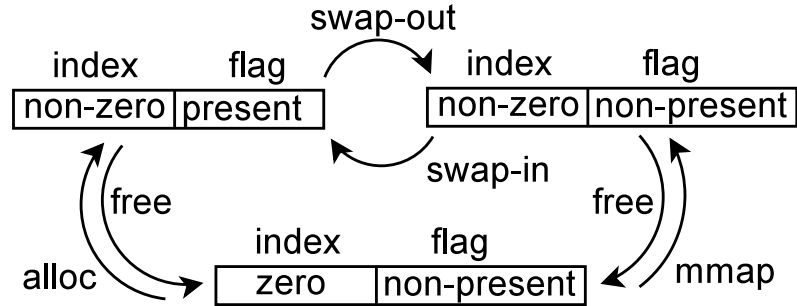 swap-out
index flag
non-zero present
index flag
non-zero non-present
swap-in
free
free
alloc
mmap
index flag
zero non-present